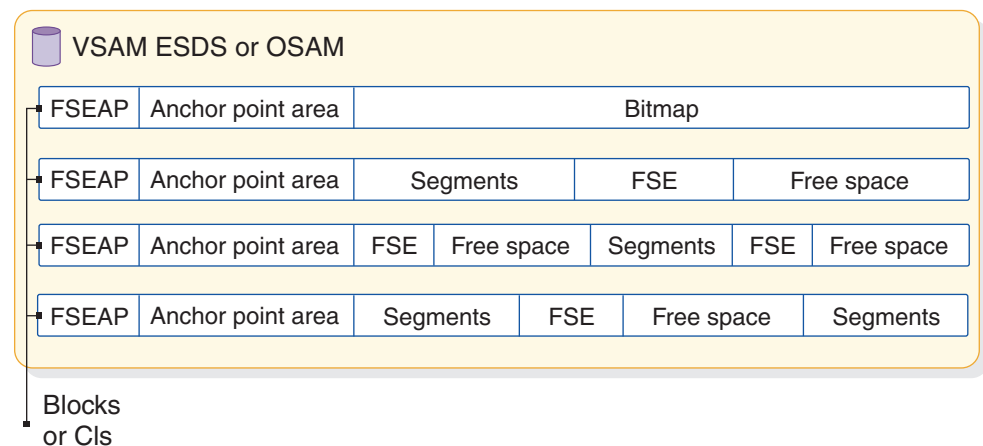 VSAM ESDS or OSAM
FSEAP Anchor point area Bitmap
FSEAP Anchor point area Segments FSE Free space
FSEAP Anchor point area FSE Free space Segments FSE Free space
FSEAP Anchor point area Segments FSE Free space Segments
Blocks
or CIs